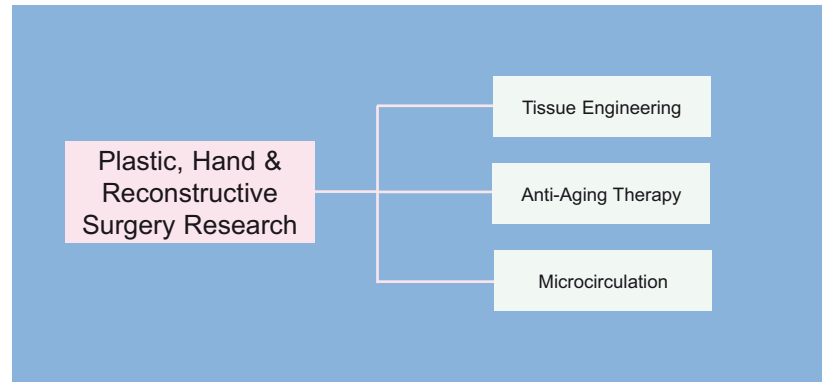 Plastic, Hand &
Reconstructive
Surgery Research
Tissue Engineering
Anti-Aging Therapy
Microcirculation